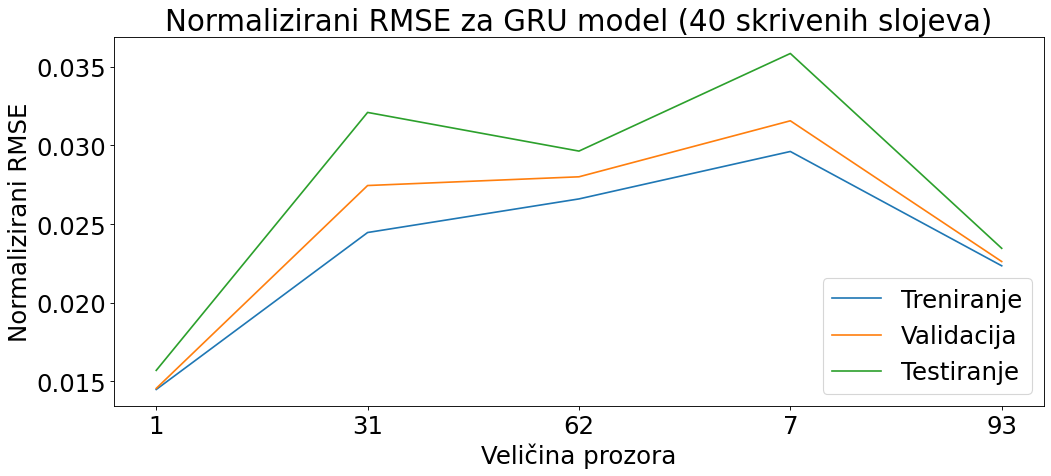 Normalizirani RMSE za GRU model (40 skrivenih slojeva)
Normalizirani RMSE
0.035
0.030
0.025
0.020
0.015
1 31 62 7 93
Veličina prozora
Treniranje
Validacija
Testiranje